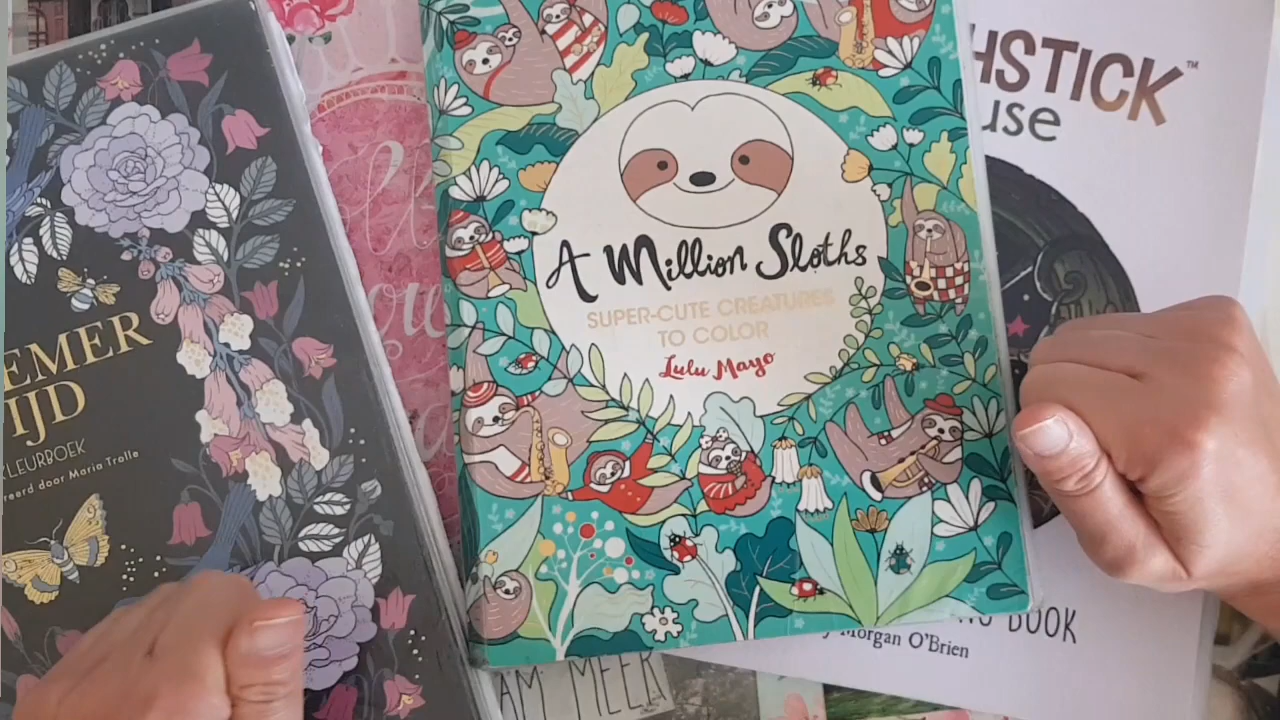 EMER
IJD
KLEURBOEK
reerd door Maria Trolle
A Million Sloths
SUPER-CUTE CREATURES
TO COLOR
Lulu Mayo
HSTICK™
use
BOOK
Morgan O'Brien
AM MEER